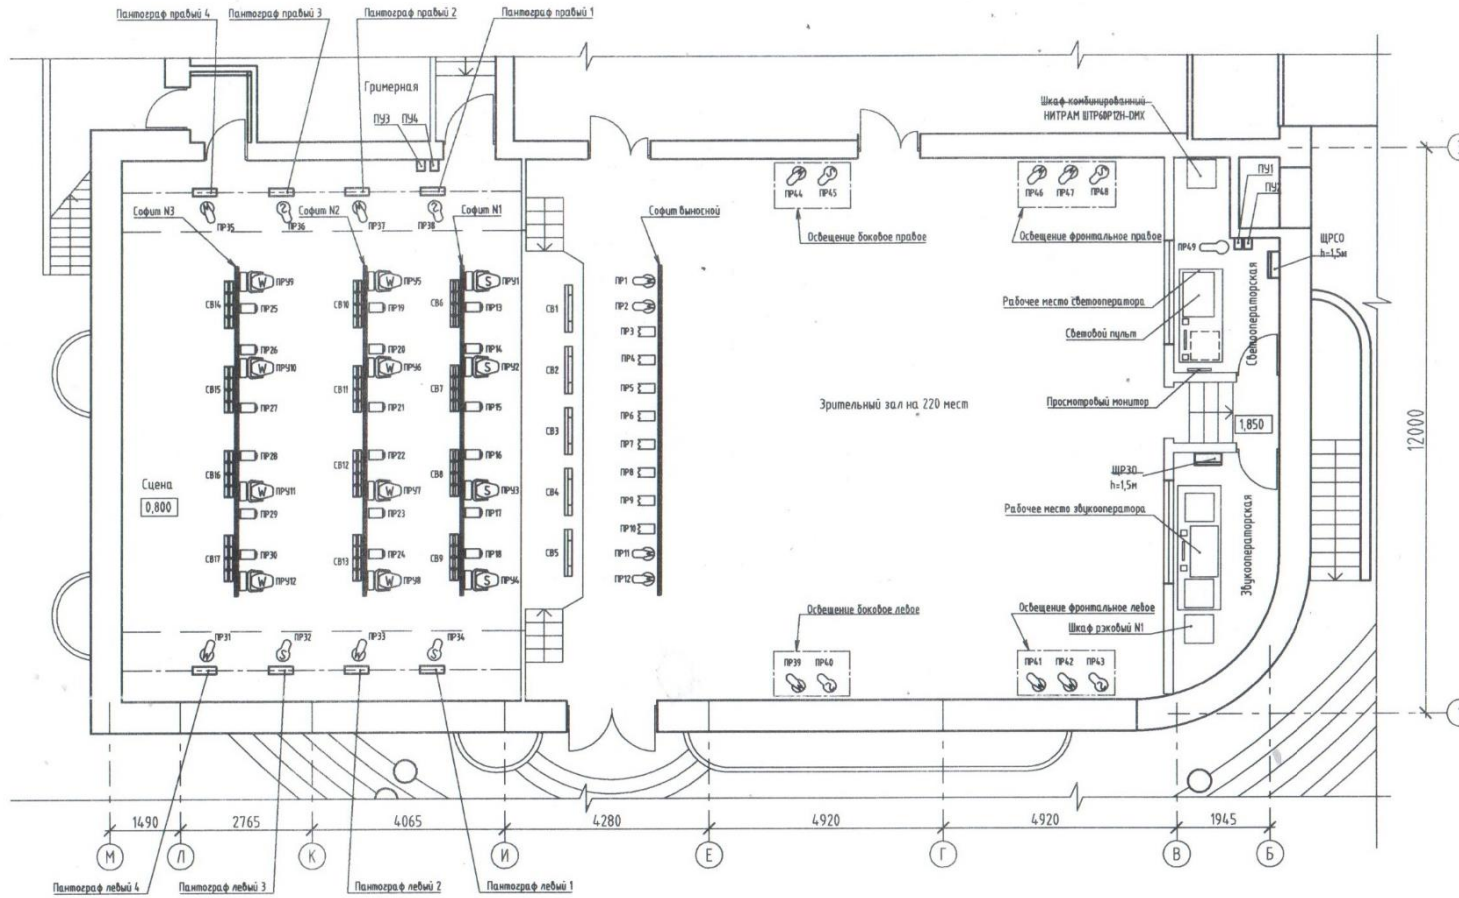 Пантограф правый 4
Пантограф правый 3
Пантограф правый 2
Пантограф правый 1
Гримерная
ПУ3
ПУ4
Шкаф комбинированный
НИТРАМ ШТР60Р12Н-DMX
ПУ1
ПУ2
ЩРСО
h=1,5м
ПР44
ПР45
ПР46
ПР47
ПР48
Освещение боковое правое
Освещение фронтальное правое
ПР49
Софит N3
Софит N2
Софит N1
Софит выносной
ПР35
ПР36
ПР37
ПР38
СВ14
W
ПРУ9
ПР25
ПР26
W
ПРУ10
СВ15
ПР27
ПР28
СВ16
W
ПРУ11
ПР29
СВ17
ПР30
W
ПРУ12
W
ПРУ5
СВ10
ПР19
ПР20
W
ПРУ6
СВ11
ПР21
ПР22
СВ12
W
ПРУ7
ПР23
СВ13
ПР24
W
ПРУ8
S
ПРУ1
СВ6
ПР13
ПР14
S
ПРУ2
СВ7
ПР15
ПР16
СВ8
S
ПРУ3
ПР17
СВ9
ПР18
S
ПРУ4
СВ1
СВ2
СВ3
СВ4
СВ5
ПР1
ПР2
ПР3
ПР4
ПР5
ПР6
ПР7
ПР8
ПР9
ПР10
ПР11
ПР12
Сцена
0,800
Зрительный зал на 220 мест
Рабочее место светооператора
Световой пульт
Светооператорская
Просмотровый монитор
1,850
ЩРЗО
h=1,5м
Рабочее место звукооператора
Звукооператорская
Шкаф рэковый N1
12000
Освещение боковое левое
Освещение фронтальное левое
ПР31
ПР32
ПР33
ПР34
ПР39
ПР40
ПР41
ПР42
ПР43
1490
2765
4065
4280
4920
4920
1945
М
Л
К
И
Е
Г
В
Б
Пантограф левый 4
Пантограф левый 3
Пантограф левый 2
Пантограф левый 1